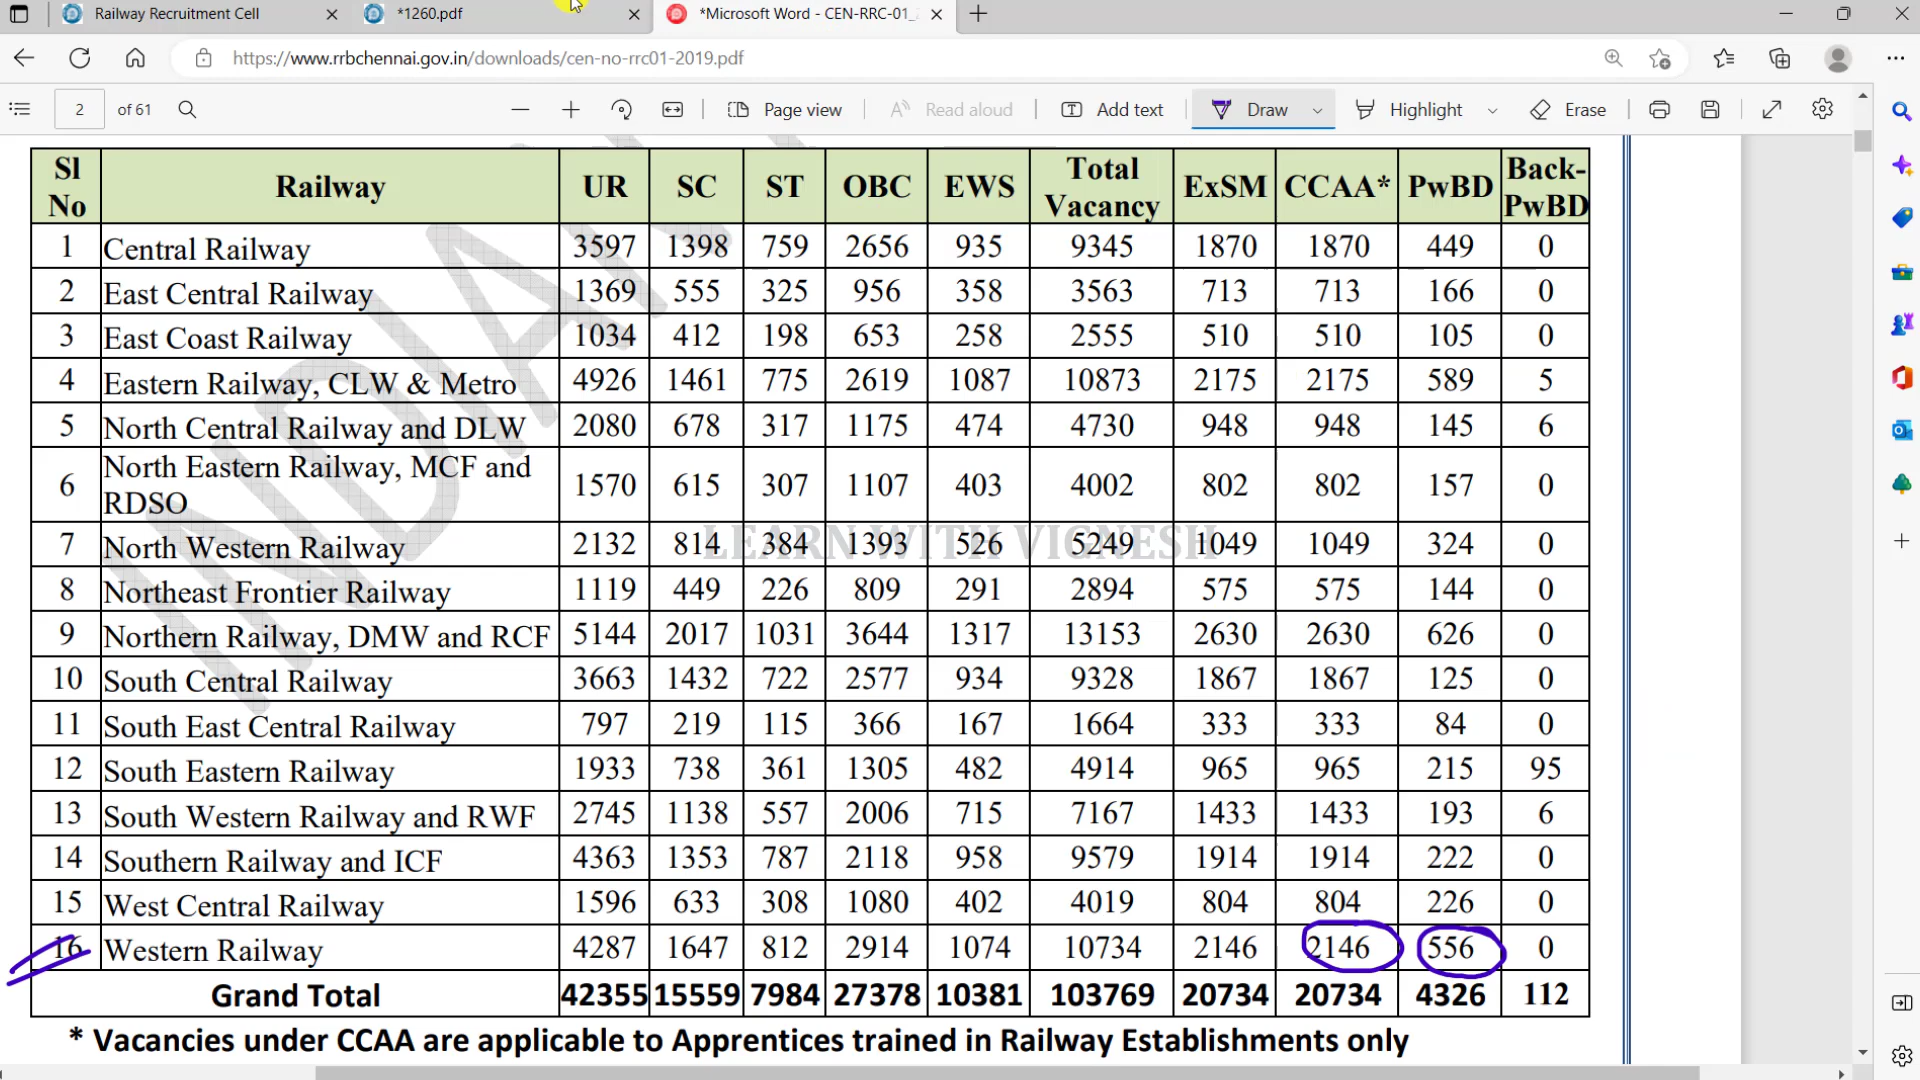 Railway Recruitment Cell
*1260.pdf
*Microsoft Word - CEN-RRC-01_
https://www.rrbchennai.gov.in/downloads/cen-no-rrc01-2019.pdf
2 of 61 Page view Read aloud Add text Draw Highlight Erase
Sl No Railway UR SC ST OBC EWS Total Vacancy ExSM CCAA* PwBD Back-PwBD
1 Central Railway 3597 1398 759 2656 935 9345 1870 1870 449 0
2 East Central Railway 1369 555 325 956 358 3563 713 713 166 0
3 East Coast Railway 1034 412 198 653 258 2555 510 510 105 0
4 Eastern Railway, CLW & Metro 4926 1461 775 2619 1087 10873 2175 2175 589 5
5 North Central Railway and DLW 2080 678 317 1175 474 4730 948 948 145 6
6 North Eastern Railway, MCF and RDSO 1570 615 307 1107 403 4002 802 802 157 0
7 North Western Railway 2132 814 384 1393 526 5249 1049 1049 324 0
LEARN WITH VIGNESH
8 Northeast Frontier Railway 1119 449 226 809 291 2894 575 575 144 0
9 Northern Railway, DMW and RCF 5144 2017 1031 3644 1317 13153 2630 2630 626 0
10 South Central Railway 3663 1432 722 2577 934 9328 1867 1867 125 0
11 South East Central Railway 797 219 115 366 167 1664 333 333 84 0
12 South Eastern Railway 1933 738 361 1305 482 4914 965 965 215 95
13 South Western Railway and RWF 2745 1138 557 2006 715 7167 1433 1433 193 6
14 Southern Railway and ICF 4363 1353 787 2118 958 9579 1914 1914 222 0
15 West Central Railway 1596 633 308 1080 402 4019 804 804 226 0
16 Western Railway 4287 1647 812 2914 1074 10734 2146 2146 556 0
Grand Total 42355 15559 7984 27378 10381 103769 20734 20734 4326 112
* Vacancies under CCAA are applicable to Apprentices trained in Railway Establishments only
INDIAN